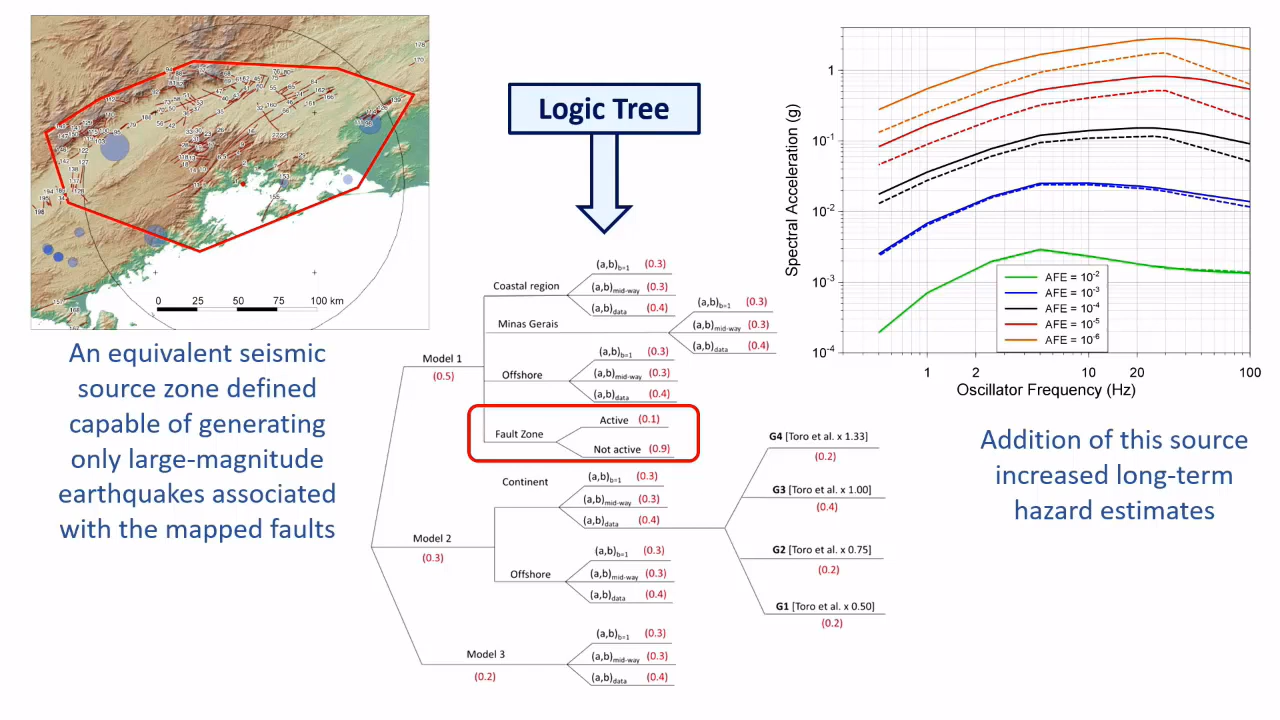 Logic Tree
0 25 50 75 100 km
An equivalent seismic
source zone defined
capable of generating
only large-magnitude
earthquakes associated
with the mapped faults
Model 1
(0.5)
Coastal region
(a,b)b=1 (0.3)
(a,b)mid-way (0.3)
(a,b)data (0.4)
Minas Gerais
(a,b)b=1 (0.3)
(a,b)mid-way (0.3)
(a,b)data (0.4)
Offshore
(a,b)b=1 (0.3)
(a,b)mid-way (0.3)
(a,b)data (0.4)
Fault Zone
Active (0.1)
Not active (0.9)
Model 2
(0.3)
Continent
(a,b)b=1 (0.3)
(a,b)mid-way (0.3)
(a,b)data (0.4)
Offshore
(a,b)b=1 (0.3)
(a,b)mid-way (0.3)
(a,b)data (0.4)
G4 [Toro et al. x 1.33]
(0.2)
G3 [Toro et al. x 1.00]
(0.4)
G2 [Toro et al. x 0.75]
(0.2)
G1 [Toro et al. x 0.50]
(0.2)
Model 3
(0.2)
(a,b)b=1 (0.3)
(a,b)mid-way (0.3)
(a,b)data (0.4)
Spectral Acceleration (g)
1
10-1
10-2
10-3
10-4
AFE = 10-2
AFE = 10-3
AFE = 10-4
AFE = 10-5
AFE = 10-6
1 2 10 20 100
Oscillator Frequency (Hz)
Addition of this source
increased long-term
hazard estimates